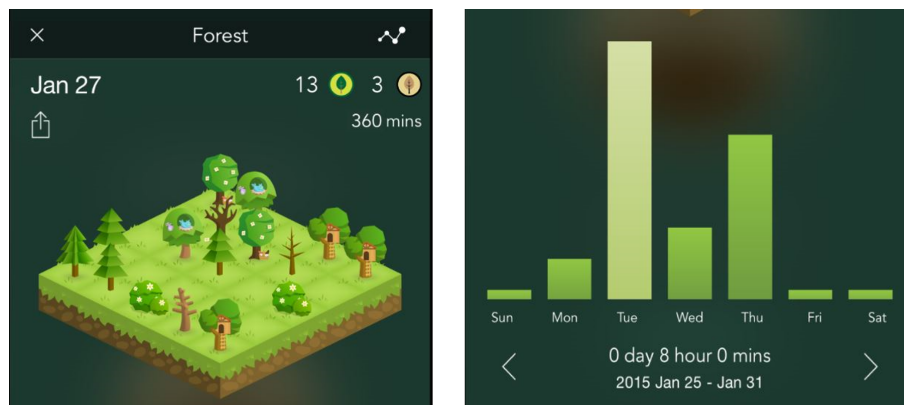 Forest
Jan 27
13 3
360 mins
Sun Mon Tue Wed Thu Fri Sat
0 day 8 hour 0 mins
2015 Jan 25 - Jan 31